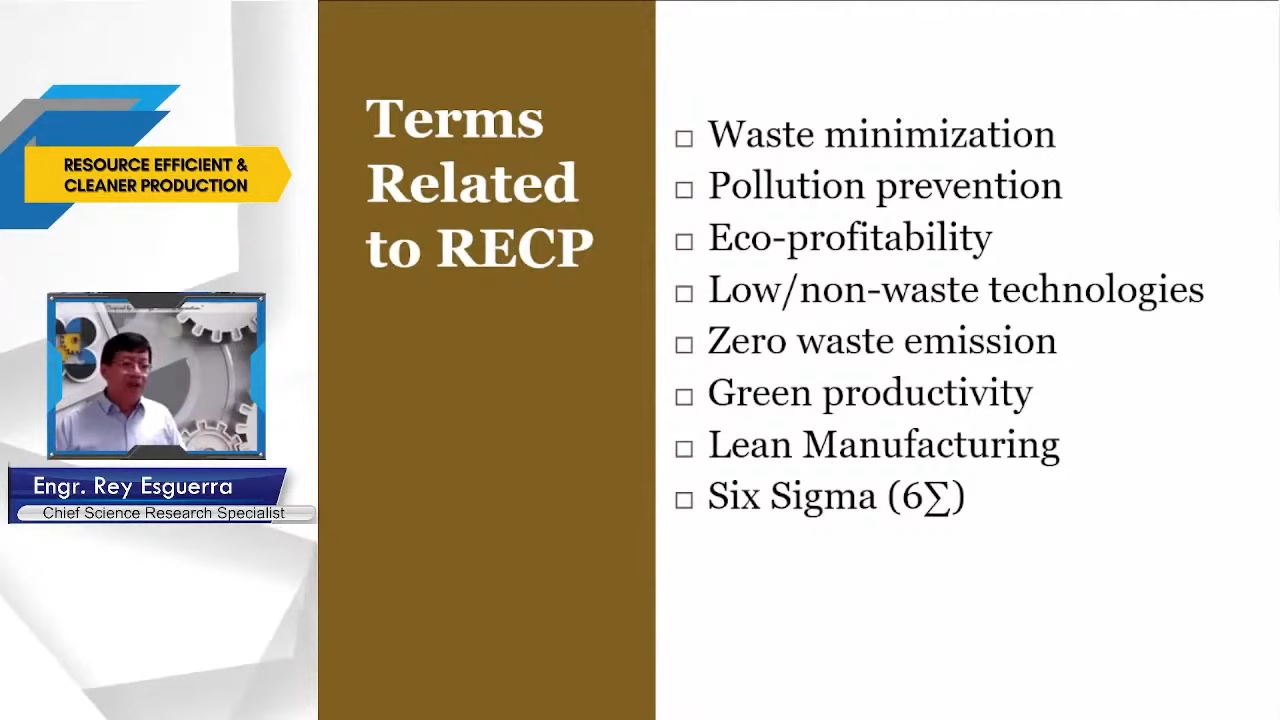 RESOURCE EFFICIENT &
CLEANER PRODUCTION
Engr. Rey Esguerra
Chief Science Research Specialist
Terms
Related
to RECP
Waste minimization
Pollution prevention
Eco-profitability
Low/non-waste technologies
Zero waste emission
Green productivity
Lean Manufacturing
Six Sigma (6∑)